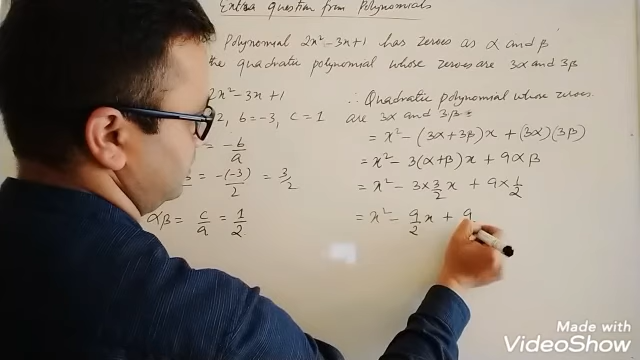 Extra question from Polynomials
Polynomial 2x² - 3x + 1 has zeroes as α and β
the quadratic polynomial whose zeroes are 3α and 3β
2x² - 3x + 1
2, b = -3, c = 1
= -b/a
= -(-3)/2 = 3/2
αβ = c/a = 1/2
∴ Quadratic polynomial whose zeroes
are 3α and 3β =
= x² - (3α + 3β)x + (3α)(3β)
= x² - 3(α+β)x + 9αβ
= x² - 3×3/2 x + 9×1/2
= x² - 9/2 x + 9
Made with
VideoShow